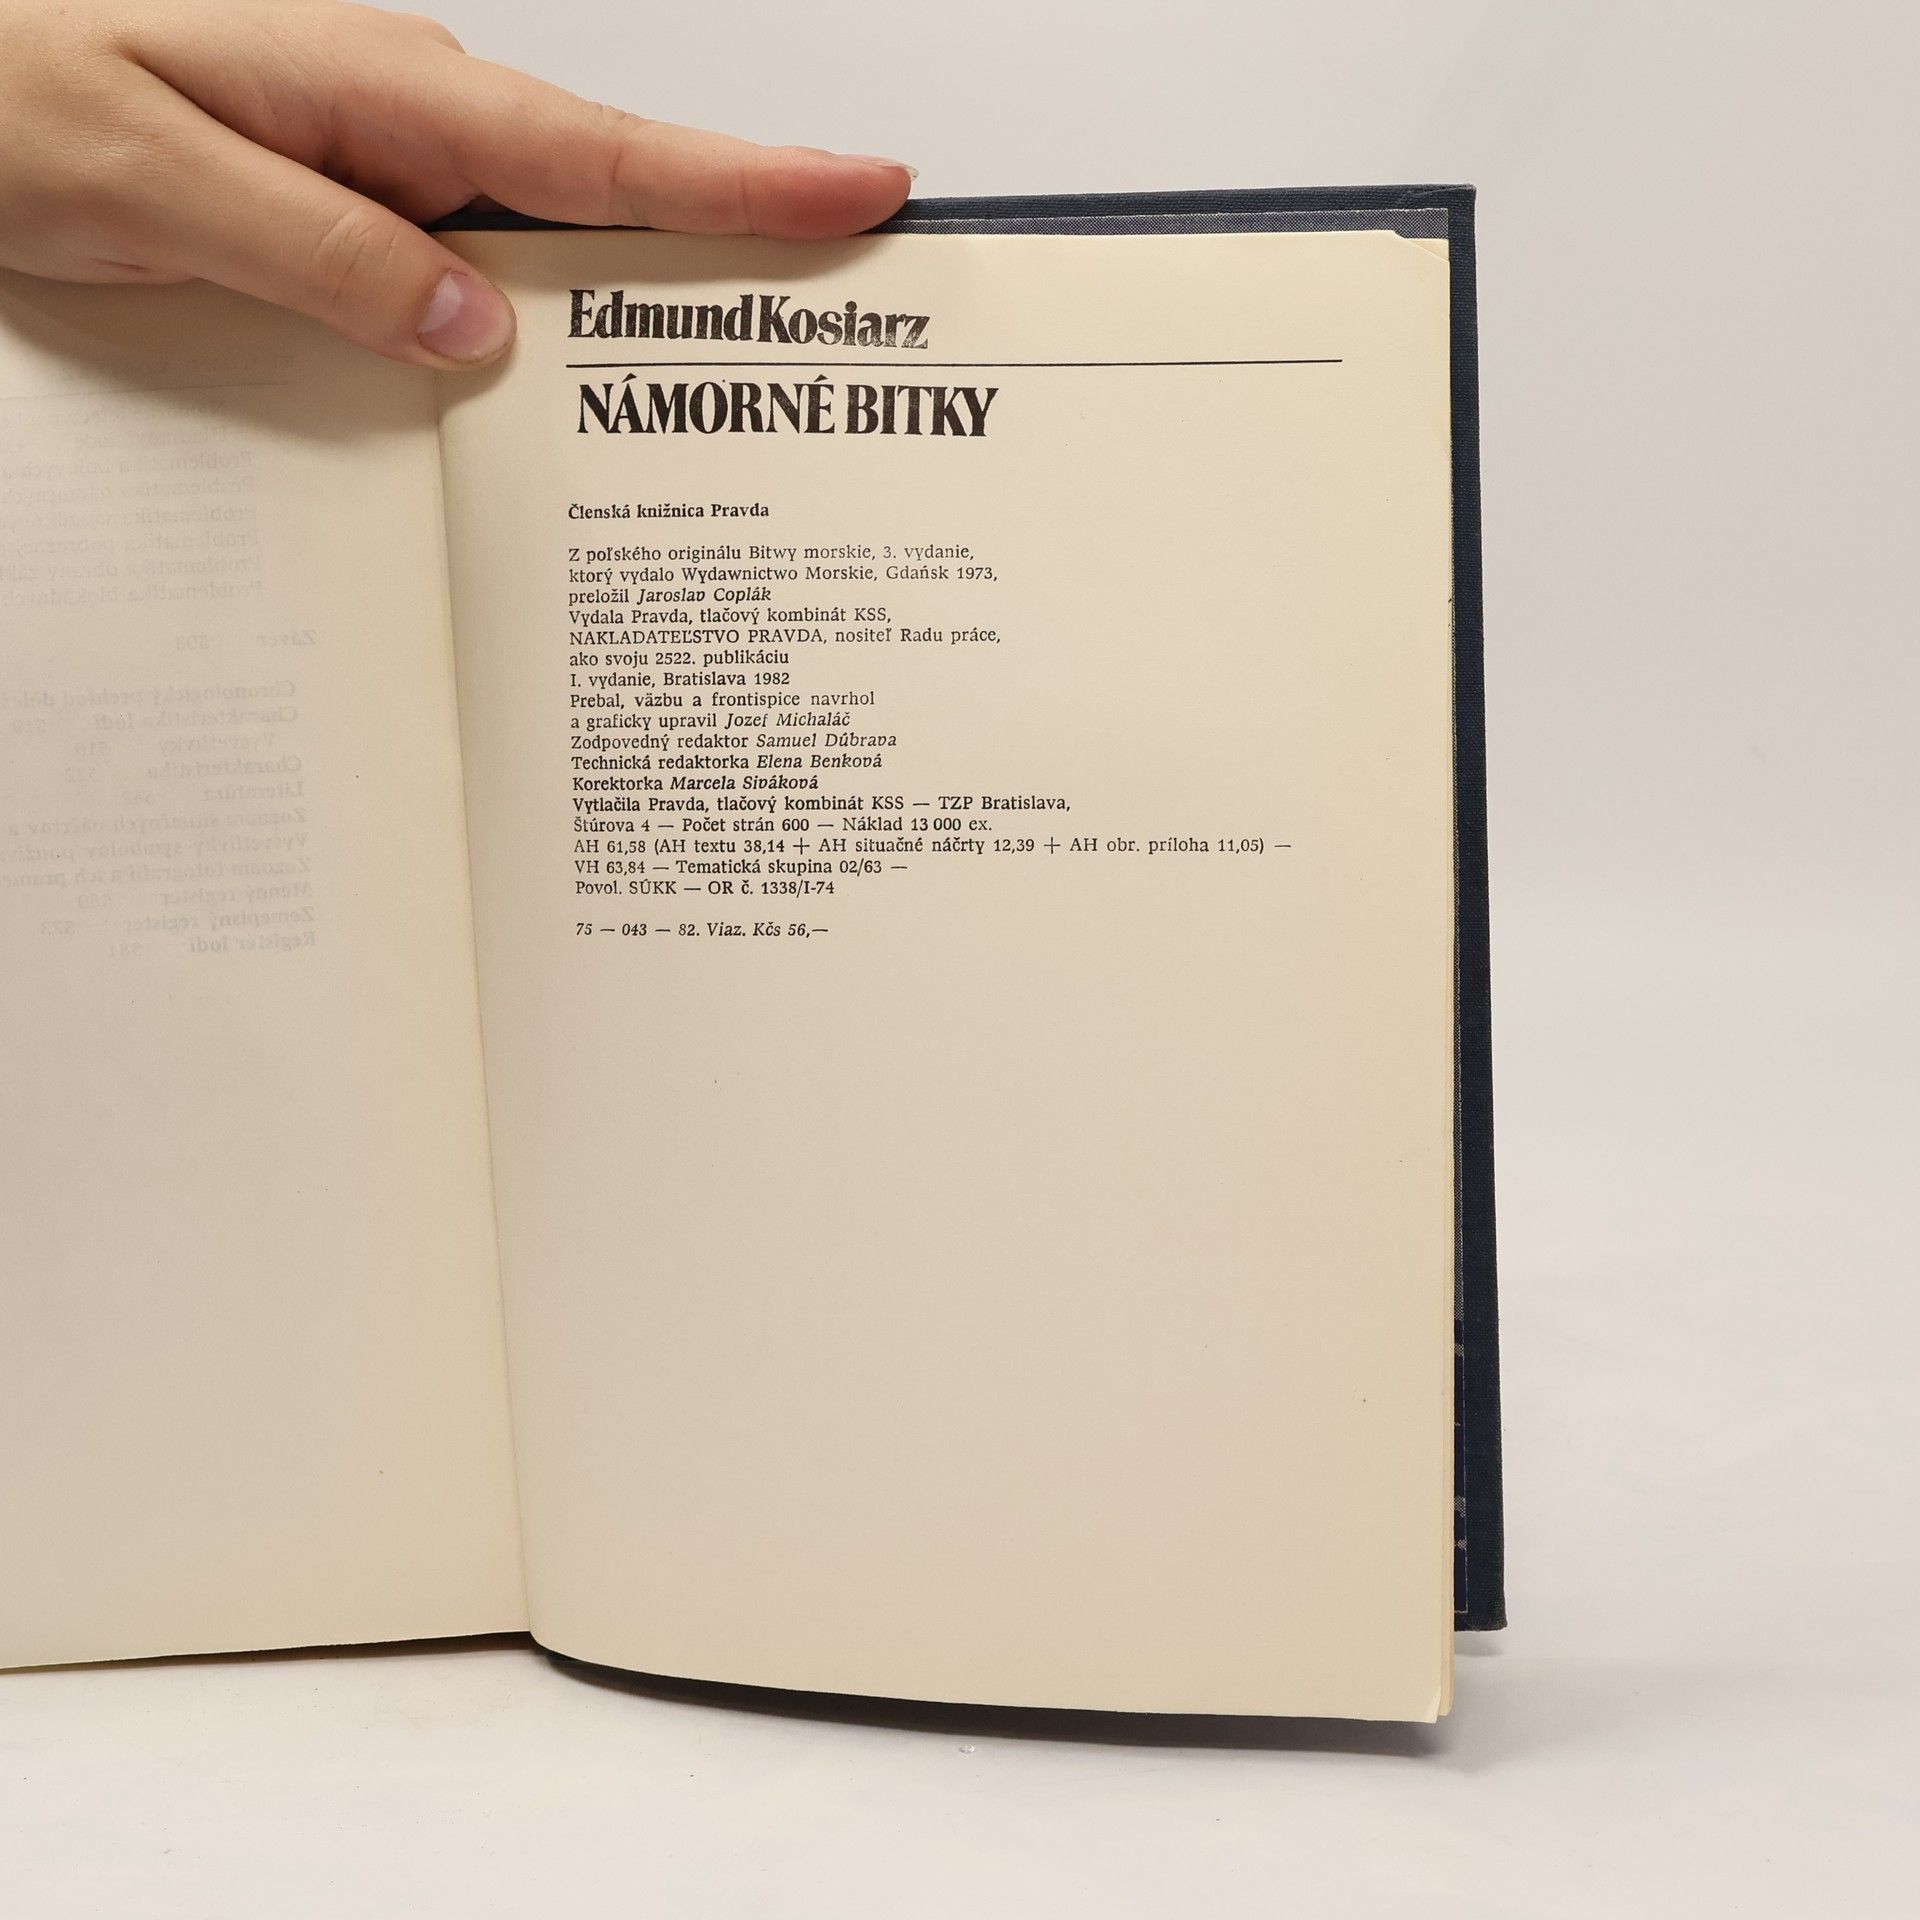 Edmund Kosiarz
NÁMORNÉ BITKY
Členská knižnica Pravda
Z poľského originálu Bitwy morskie, 3. vydanie,
ktorý vydalo Wydawnictwo Morskie, Gdańsk 1973,
preložil Jaroslav Coplák
Vydala Pravda, tlačový kombinát KSS,
NAKLADATEĽSTVO PRAVDA, nositeľ Radu práce,
ako svoju 2522. publikáciu
I. vydanie, Bratislava 1982
Prebal, väzbu a frontispice navrhol
a graficky upravil Jozef Michaláč
Zodpovedný redaktor Samuel Dúbrava
Technická redaktorka Elena Benková
Korektorka Marcela Siváková
Vytlačila Pravda, tlačový kombinát KSS — TZP Bratislava,
Štúrova 4 — Počet strán 600 — Náklad 13 000 ex.
AH 61,58 (AH textu 38,14 + AH situačné náčrty 12,39 + AH obr. príloha 11,05) —
VH 63,84 — Tematická skupina 02/63 —
Povol. SÚKK — OR č. 1338/I-74
75 — 043 — 82. Viaz. Kčs 56,—